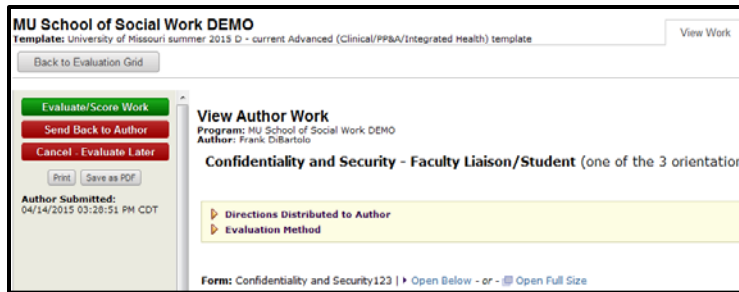 MU School of Social Work DEMO
Template: University of Missouri summer 2015 D - current Advanced (Clinical/PP&A/Integrated Health) template
View Work
Back to Evaluation Grid
Evaluate/Score Work
Send Back to Author
Cancel - Evaluate Later
Print Save as PDF
Author Submitted:
04/14/2015 03:28:51 PM CDT
View Author Work
Program: MU School of Social Work DEMO
Author: Frank DiBartolo
Confidentiality and Security - Faculty Liaison/Student (one of the 3 orientation
Directions Distributed to Author
Evaluation Method
Form: Confidentiality and Security123 | Open Below - or - Open Full Size